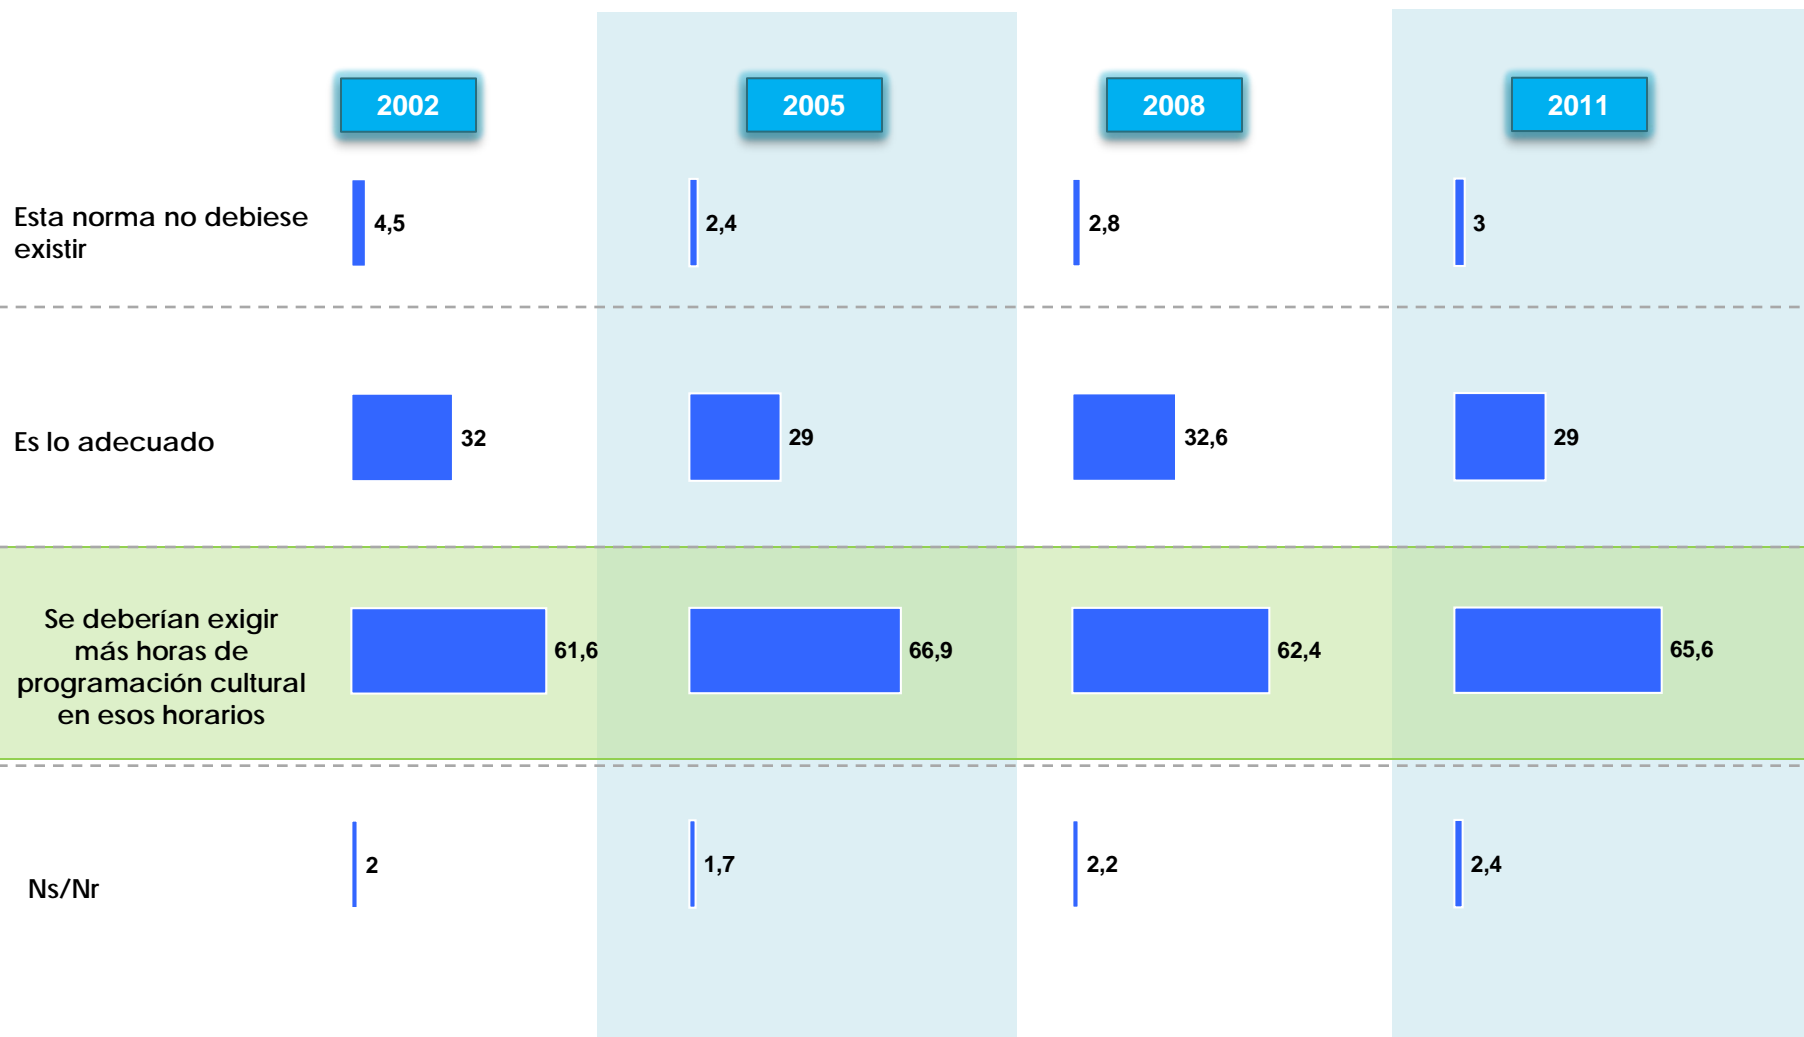 2002 2005 2008 2011
Esta norma no debiese
existir
4,5 2,4 2,8 3
Es lo adecuado
32 29 32,6 29
Se deberían exigir
más horas de
programación cultural
en esos horarios
61,6 66,9 62,4 65,6
Ns/Nr
2 1,7 2,2 2,4